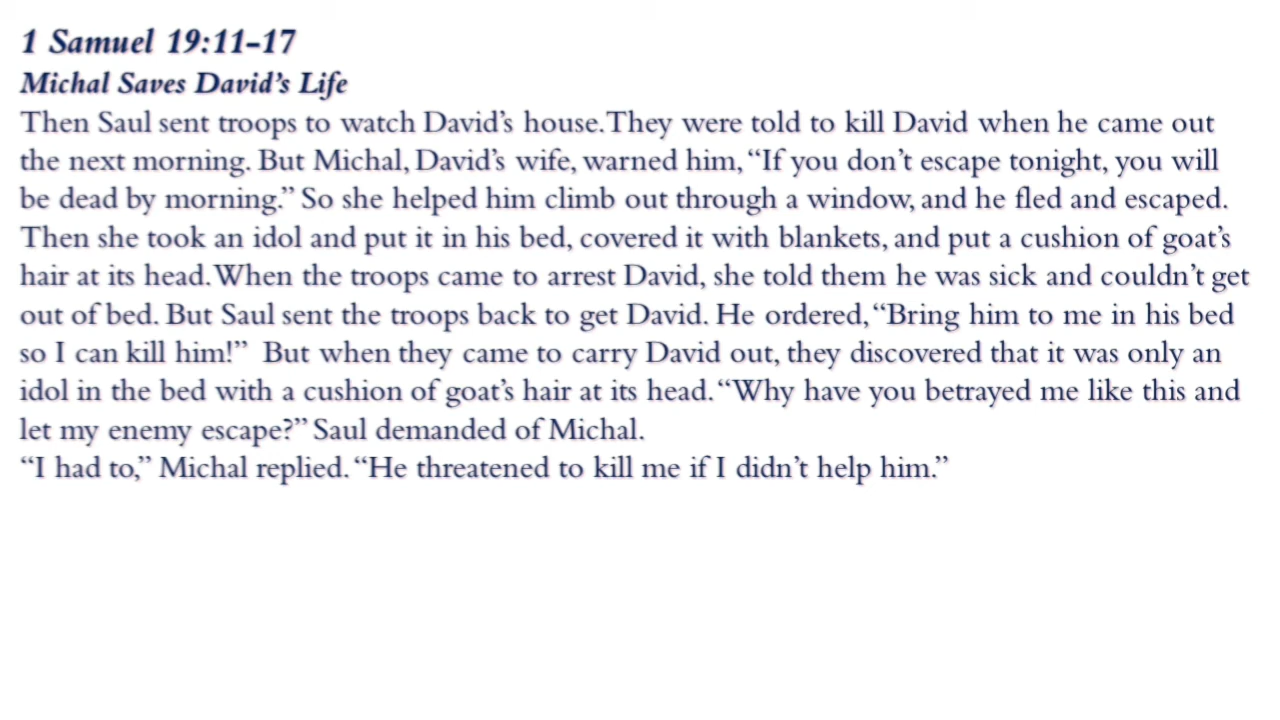 1 Samuel 19:11-17
Michal Saves David’s Life
Then Saul sent troops to watch David’s house.They were told to kill David when he came out
the next morning. But Michal, David’s wife, warned him, “If you don’t escape tonight, you will
be dead by morning.” So she helped him climb out through a window, and he fled and escaped.
Then she took an idol and put it in his bed, covered it with blankets, and put a cushion of goat’s
hair at its head.When the troops came to arrest David, she told them he was sick and couldn’t get
out of bed. But Saul sent the troops back to get David. He ordered, “Bring him to me in his bed
so I can kill him!”  But when they came to carry David out, they discovered that it was only an
idol in the bed with a cushion of goat’s hair at its head. “Why have you betrayed me like this and
let my enemy escape?” Saul demanded of Michal.
“I had to,” Michal replied. “He threatened to kill me if I didn’t help him.”